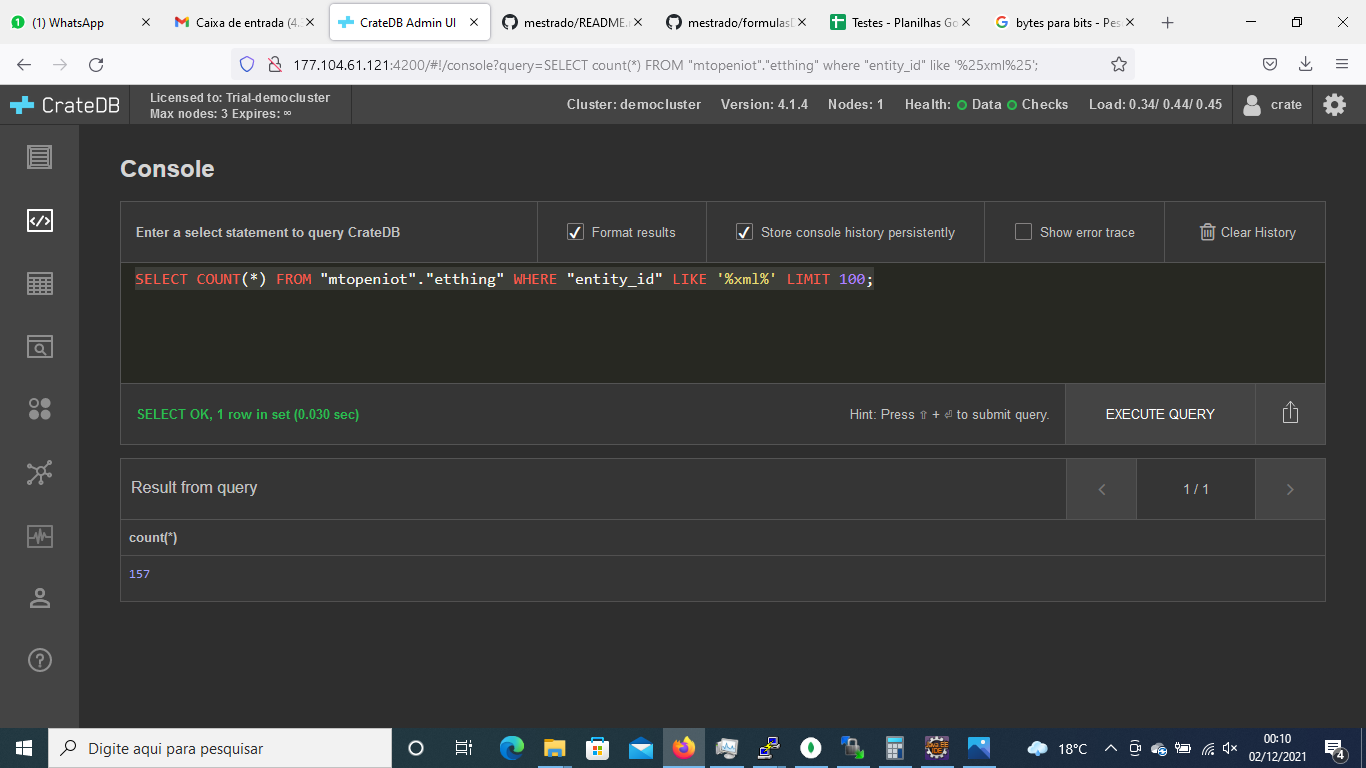 (1) WhatsApp
Caixa de entrada (4.
CrateDB Admin UI
mestrado/README.
mestrado/formulasD
Testes - Planilhas Go
bytes para bits - Pes
177.104.61.121:4200/#!/console?query=SELECT count(*) FROM "mtopeniot"."etthing" where "entity_id" like '%25xml%25';
CrateDB
Licensed to: Trial-democluster
Max nodes: 3 Expires: ∞
Cluster: democluster
Version: 4.1.4
Nodes: 1
Health: Data Checks
Load: 0.34/ 0.44/ 0.45
crate
Console
Enter a select statement to query CrateDB
Format results
Store console history persistently
Show error trace
Clear History
SELECT COUNT(*) FROM "mtopeniot"."etthing" WHERE "entity_id" LIKE '%xml%' LIMIT 100;
SELECT OK, 1 row in set (0.030 sec)
Hint: Press ⇧ + ⏎ to submit query.
EXECUTE QUERY
Result from query
1 / 1
count(*)
157
Digite aqui para pesquisar
18°C
00:10
02/12/2021
4